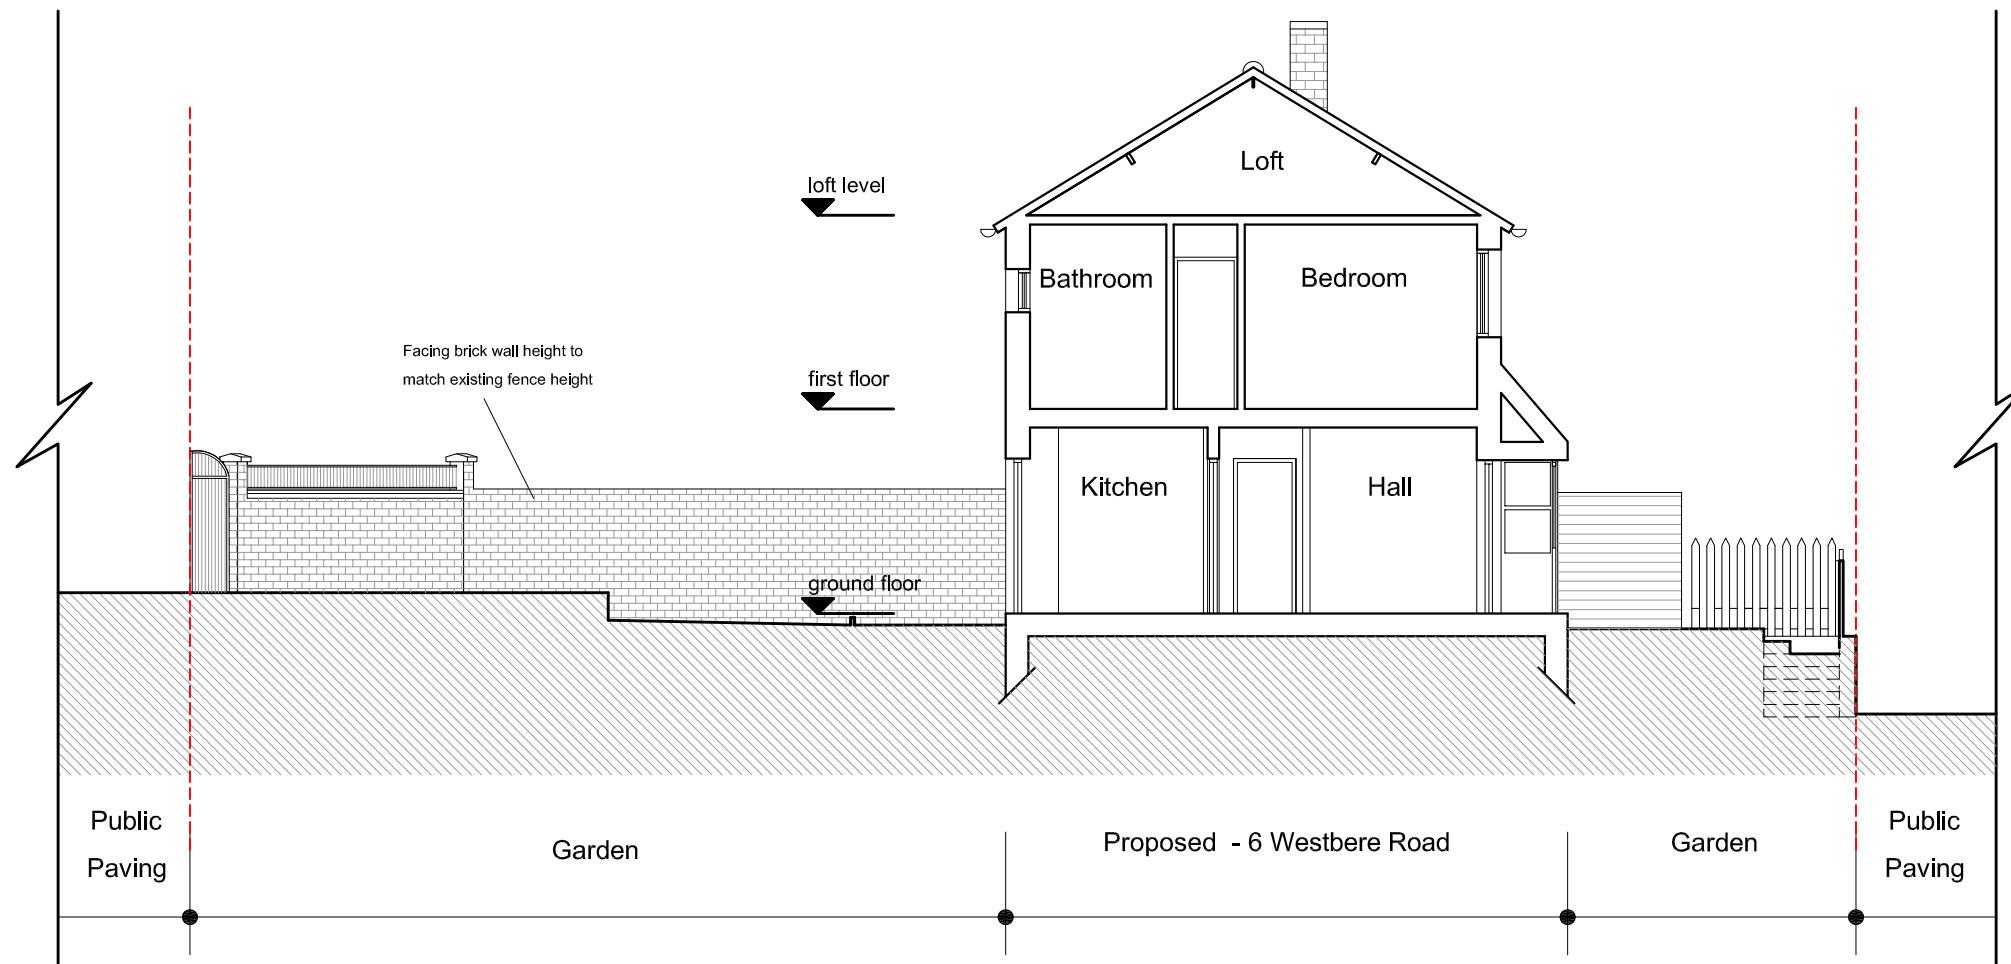 Loft
loft level
Bathroom
Bedroom
Facing brick wall height to
match existing fence height
first floor
Kitchen
Hall
ground floor
Public
Paving
Garden
Proposed - 6 Westbere Road
Garden
Public
Paving